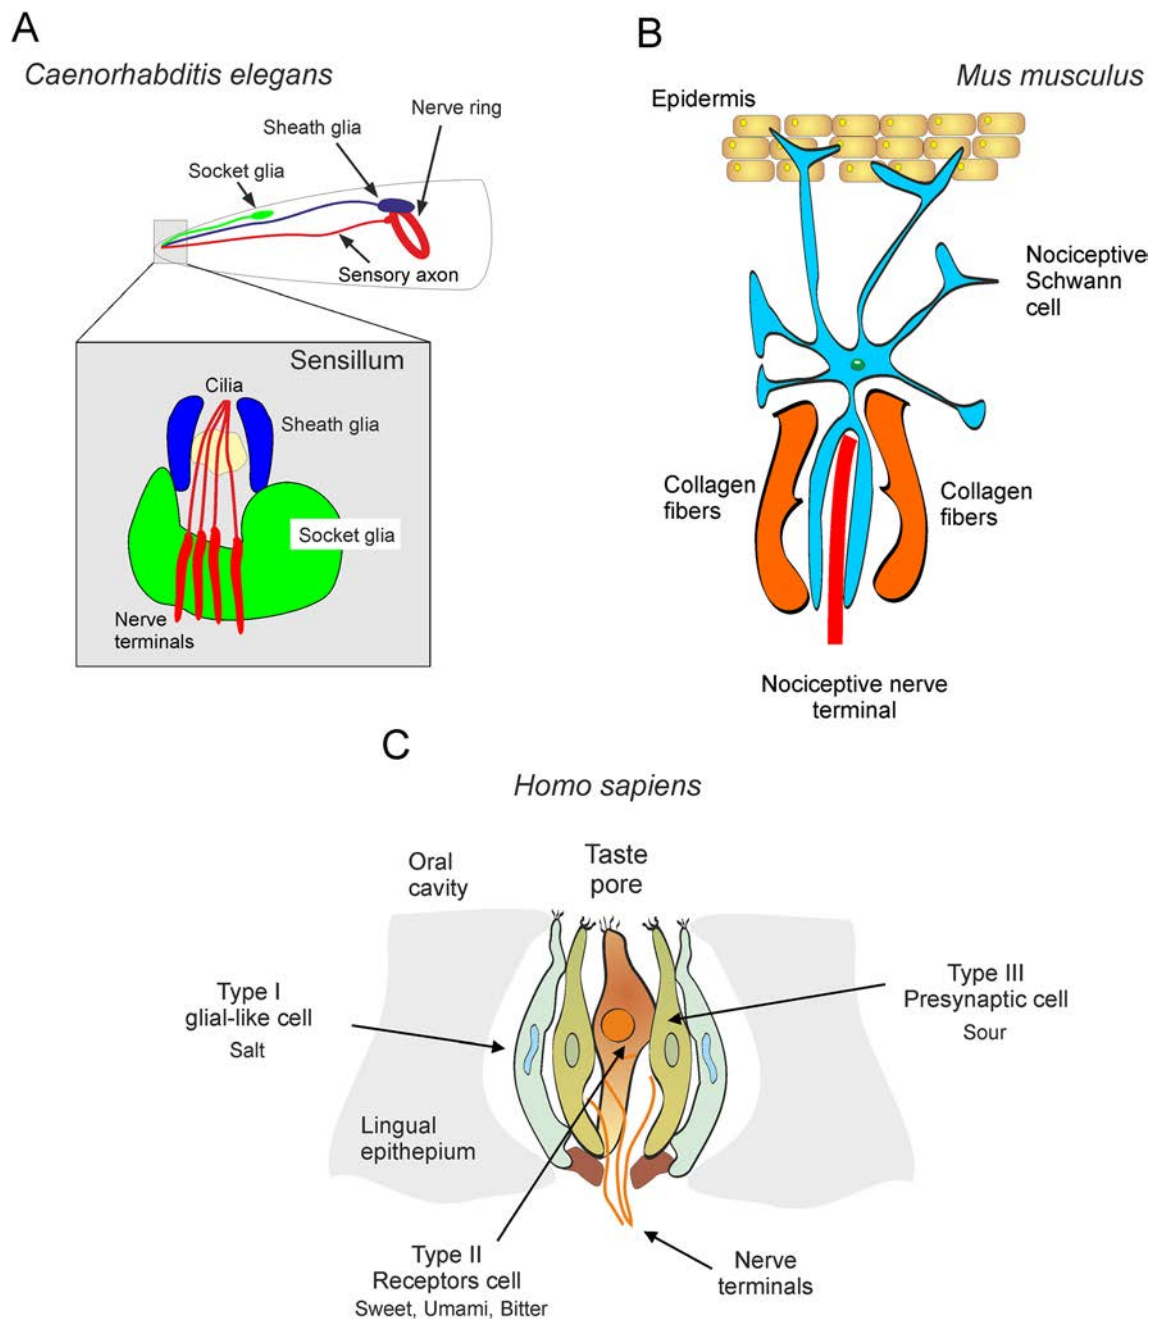 A
Caenorhabditis elegans
Nerve ring
Sheath glia
Socket glia
Sensory axon
Sensillum
Cilia
Sheath glia
Socket glia
Nerve
terminals
B
Mus musculus
Epidermis
Nociceptive
Schwann
cell
Collagen
fibers
Collagen
fibers
Nociceptive nerve
terminal
C
Homo sapiens
Oral
cavity
Taste
pore
Type I
glial-like cell
Salt
Type III
Presynaptic cell
Sour
Lingual
epithepium
Type II
Receptors cell
Sweet, Umami, Bitter
Nerve
terminals